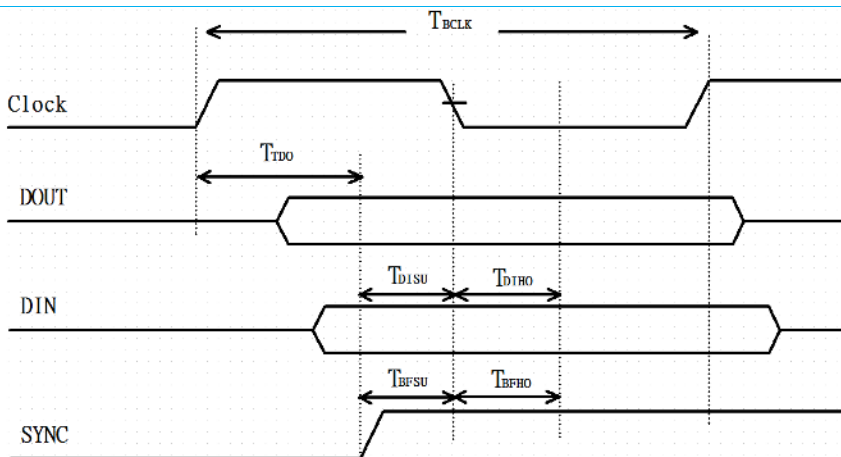 TBCLK
Clock
TTDO
DOUT
TDISU TDIHO
DIN
TBFSU TBFHO
SYNC